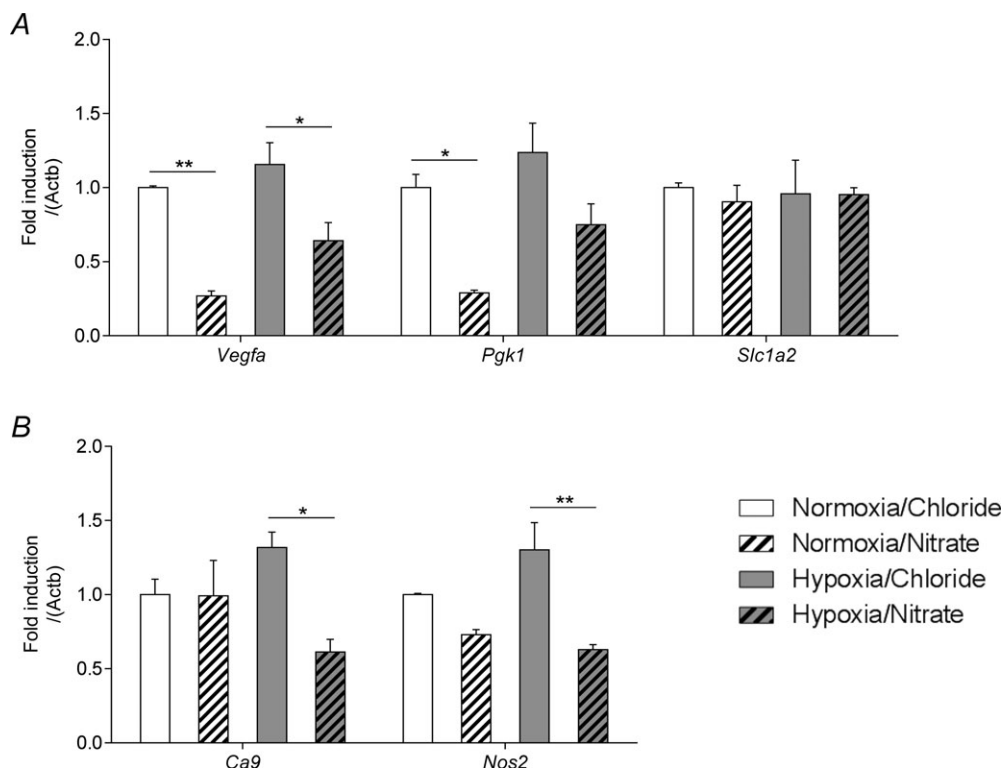 A
2.0
1.5
1.0
0.5
0.0
Fold induction
/(Actb)
**
*
*
Vegfa
Pgk1
Slc1a2
B
2.0
1.5
1.0
0.5
0.0
Fold induction
/(Actb)
*
**
Ca9
Nos2
Normoxia/Chloride
Normoxia/Nitrate
Hypoxia/Chloride
Hypoxia/Nitrate